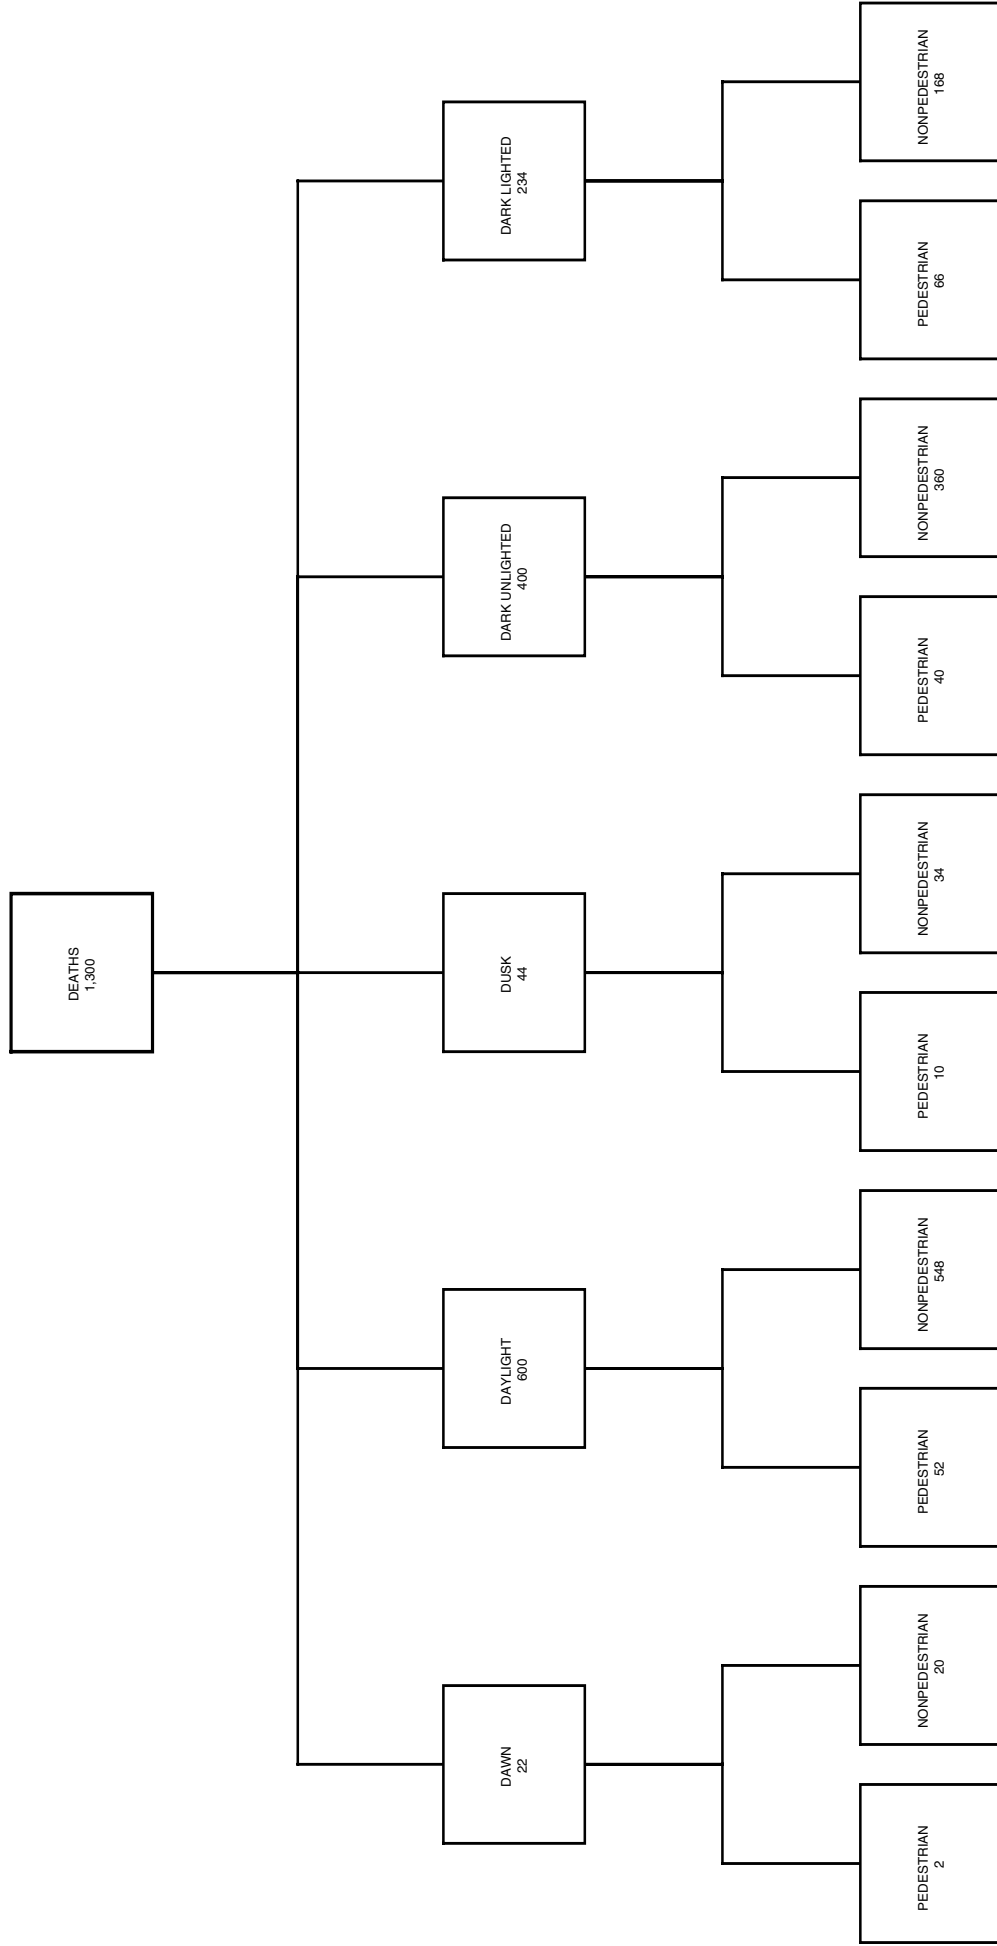 DEATHS
1,300
DAWN
22
DAYLIGHT
600
DUSK
44
DARK UNLIGHTED
400
DARK LIGHTED
234
PEDESTRIAN
2
NONPEDESTRIAN
20
PEDESTRIAN
52
NONPEDESTRIAN
548
PEDESTRIAN
10
NONPEDESTRIAN
34
PEDESTRIAN
40
NONPEDESTRIAN
360
PEDESTRIAN
66
NONPEDESTRIAN
168